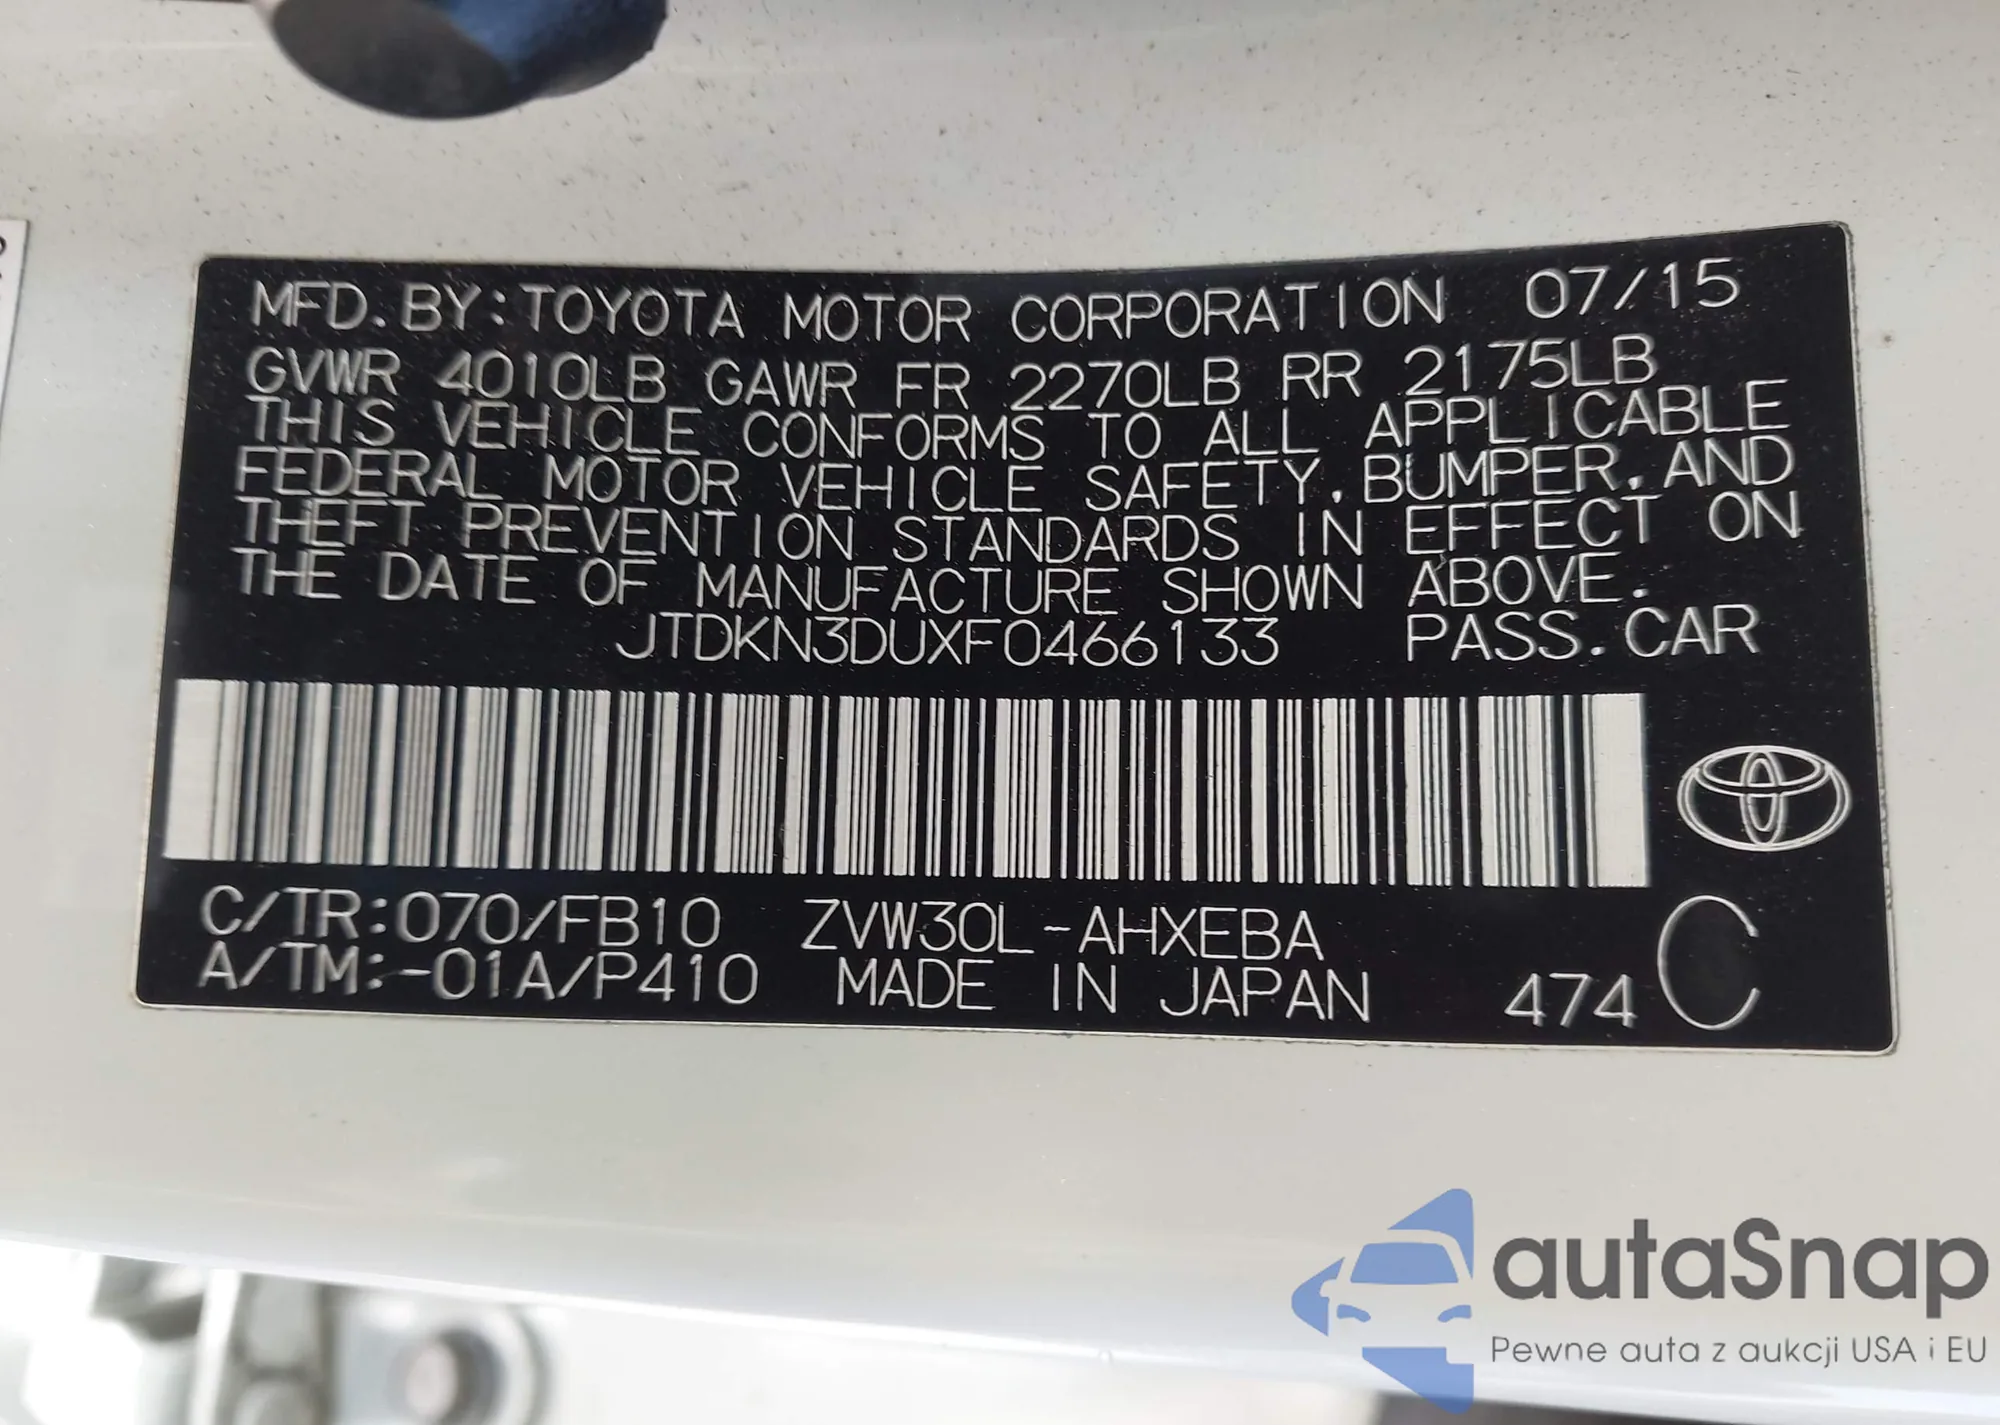 MFD. BY: TOYOTA MOTOR CORPORATION 07/15
GVWR 4010LB GAWR FR 2270LB RR 2175LB
THIS VEHICLE CONFORMS TO ALL APPLICABLE
FEDERAL MOTOR VEHICLE SAFETY, BUMPER, AND
THEFT PREVENTION STANDARDS IN EFFECT ON
THE DATE OF MANUFACTURE SHOWN ABOVE.
JTDKN3DUXF0466133 PASS. CAR
C/TR:070/FB10 ZVW30L-AHXEBA
A/TM:-01A/P410 MADE IN JAPAN 474 C
autaSnap
Pewne auta z aukcji USA i EU